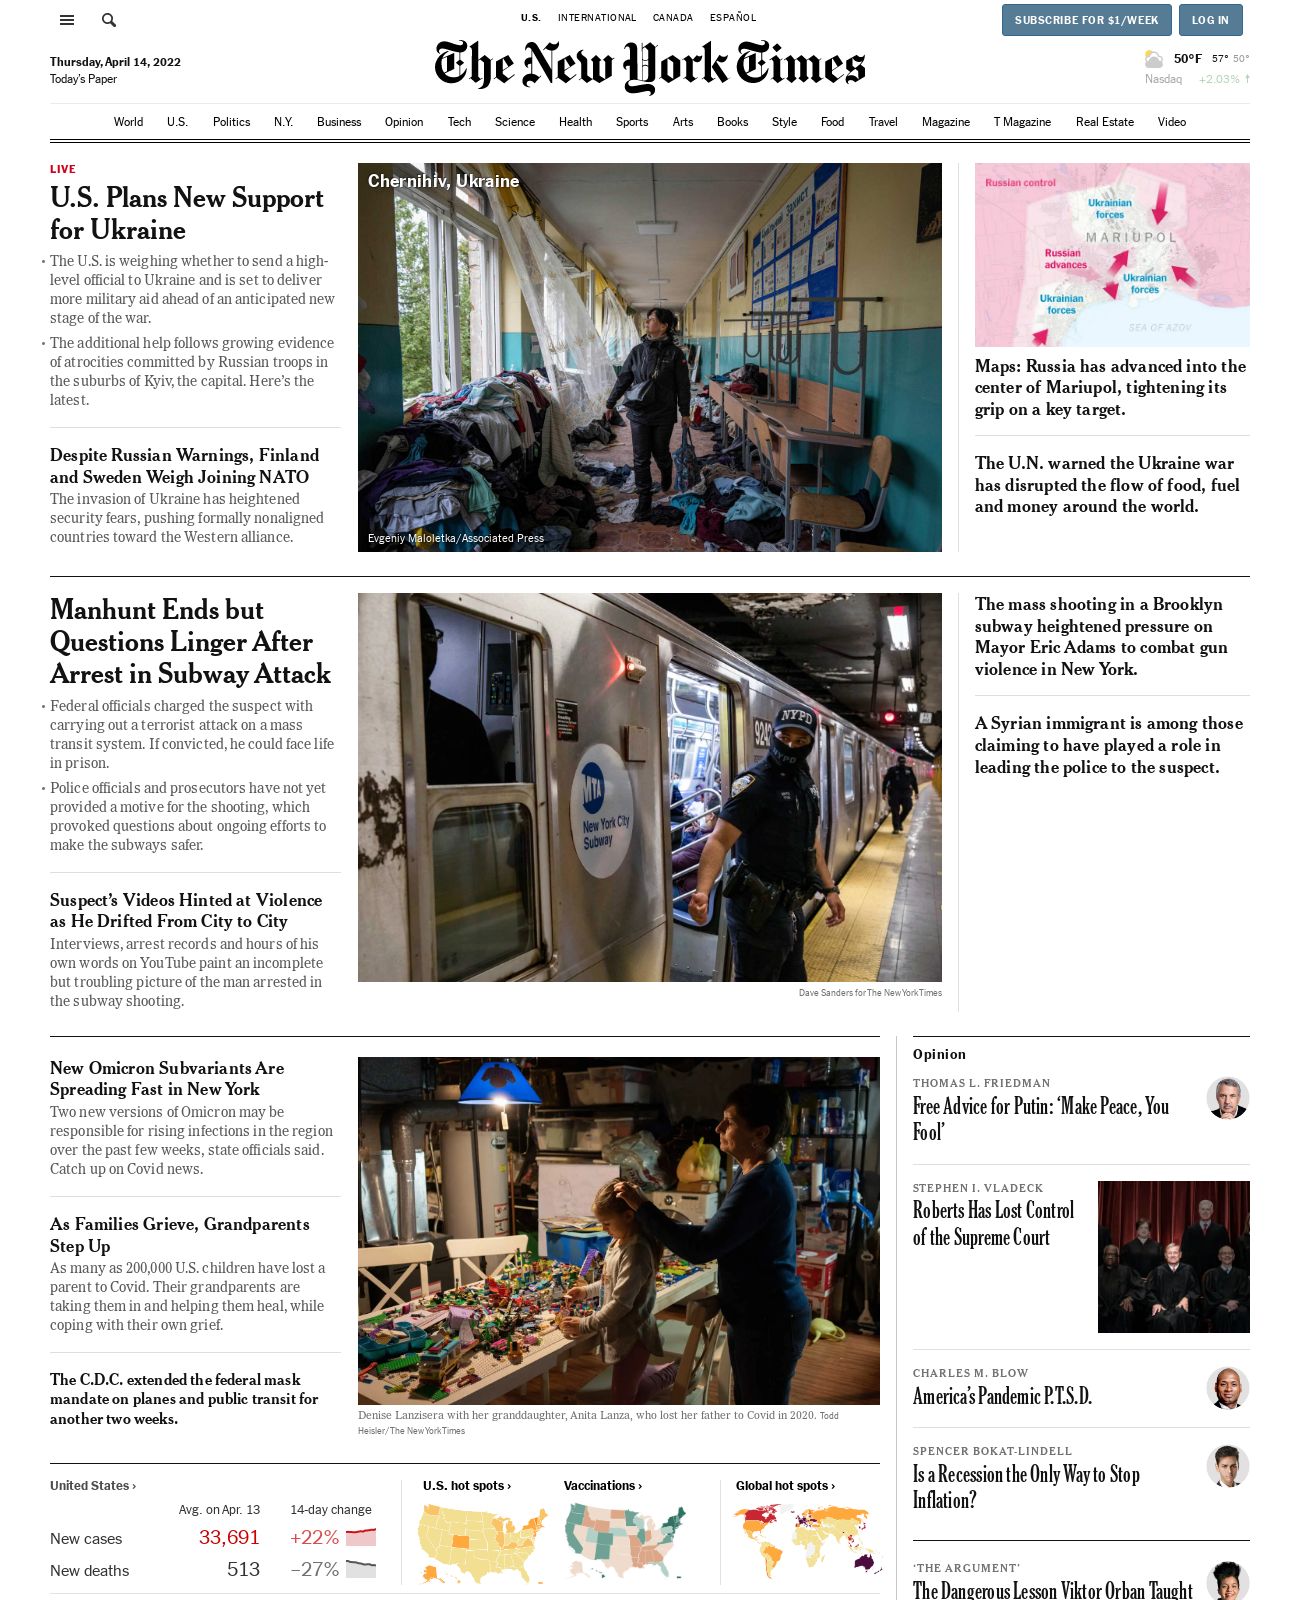 U.S. INTERNATIONAL CANADA ESPAÑOL
SUBSCRIBE FOR $1/WEEK LOG IN
Thursday, April 14, 2022
Today's Paper
The New York Times
50°F 57° 50°
Nasdaq +2.03% ↑
World U.S. Politics N.Y. Business Opinion Tech Science Health Sports Arts Books Style Food Travel Magazine T Magazine Real Estate Video
LIVE
U.S. Plans New Support
for Ukraine
• The U.S. is weighing whether to send a high-
level official to Ukraine and is set to deliver
more military aid ahead of an anticipated new
stage of the war.
• The additional help follows growing evidence
of atrocities committed by Russian troops in
the suburbs of Kyiv, the capital. Here's the
latest.
Despite Russian Warnings, Finland
and Sweden Weigh Joining NATO
The invasion of Ukraine has heightened
security fears, pushing formally nonaligned
countries toward the Western alliance.
Chernihiv, Ukraine
Evgeniy Maloletka/Associated Press
Russian control
Ukrainian
forces
MARIUPOL
Russian
advances
Ukrainian
forces
Ukrainian
forces
SEA OF AZOV
Maps: Russia has advanced into the
center of Mariupol, tightening its
grip on a key target.
The U.N. warned the Ukraine war
has disrupted the flow of food, fuel
and money around the world.
Manhunt Ends but
Questions Linger After
Arrest in Subway Attack
• Federal officials charged the suspect with
carrying out a terrorist attack on a mass
transit system. If convicted, he could face life
in prison.
• Police officials and prosecutors have not yet
provided a motive for the shooting, which
provoked questions about ongoing efforts to
make the subways safer.
Suspect's Videos Hinted at Violence
as He Drifted From City to City
Interviews, arrest records and hours of his
own words on YouTube paint an incomplete
but troubling picture of the man arrested in
the subway shooting.
NYPD
MTA
New York City
Subway
Dave Sanders for The New York Times
The mass shooting in a Brooklyn
subway heightened pressure on
Mayor Eric Adams to combat gun
violence in New York.
A Syrian immigrant is among those
claiming to have played a role in
leading the police to the suspect.
New Omicron Subvariants Are
Spreading Fast in New York
Two new versions of Omicron may be
responsible for rising infections in the region
over the past few weeks, state officials said.
Catch up on Covid news.
As Families Grieve, Grandparents
Step Up
As many as 200,000 U.S. children have lost a
parent to Covid. Their grandparents are
taking them in and helping them heal, while
coping with their own grief.
The C.D.C. extended the federal mask
mandate on planes and public transit for
another two weeks.
Denise Lanzisera with her granddaughter, Anita Lanza, who lost her father to Covid in 2020. Todd
Heisler/The New York Times
United States ›
Avg. on Apr. 13 14-day change
New cases 33,691 +22%
New deaths 513 –27%
U.S. hot spots › Vaccinations › Global hot spots ›
Opinion
THOMAS L. FRIEDMAN
Free Advice for Putin: ‘Make Peace, You
Fool’
STEPHEN I. VLADECK
Roberts Has Lost Control
of the Supreme Court
CHARLES M. BLOW
America's Pandemic P.T.S.D.
SPENCER BOKAT-LINDELL
Is a Recession the Only Way to Stop
Inflation?
‘THE ARGUMENT’
The Dangerous Lesson Viktor Orban Taught